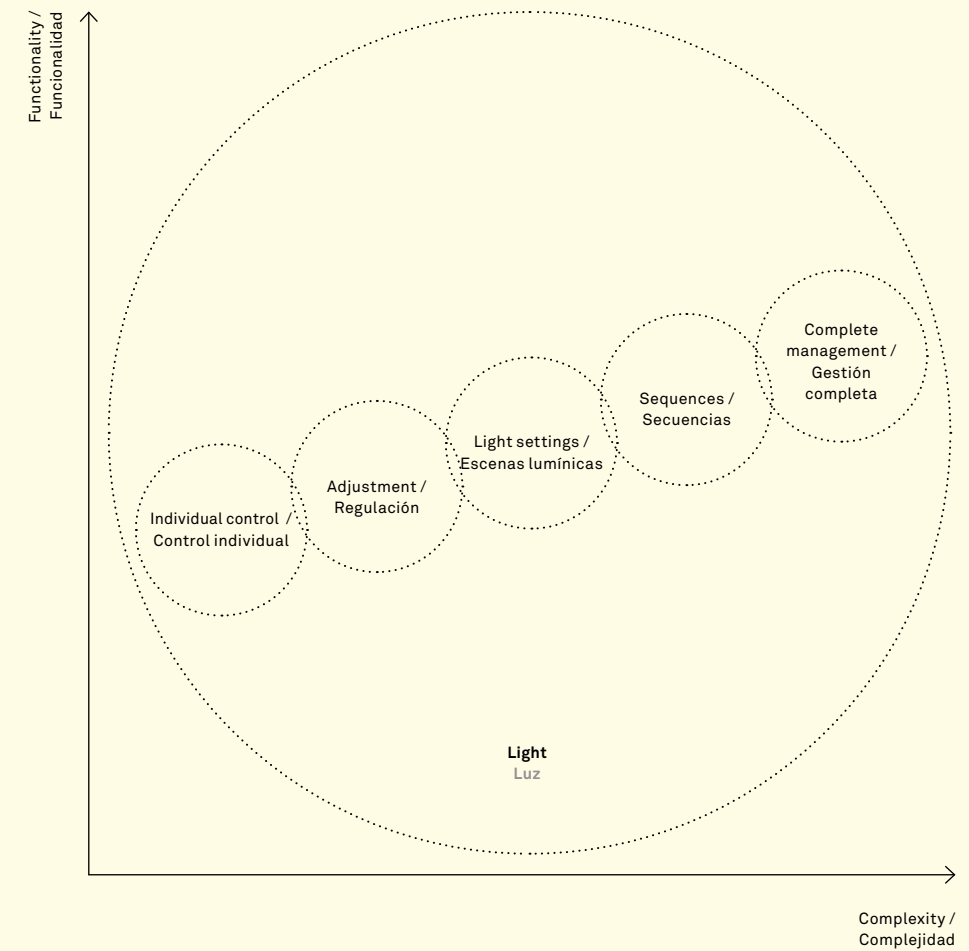 Functionality /
Funcionalidad
Complete
management /
Gestión
completa
Sequences /
Secuencias
Light settings /
Escenas lumínicas
Adjustment /
Regulación
Individual control /
Control individual
Light
Luz
Complexity /
Complejidad